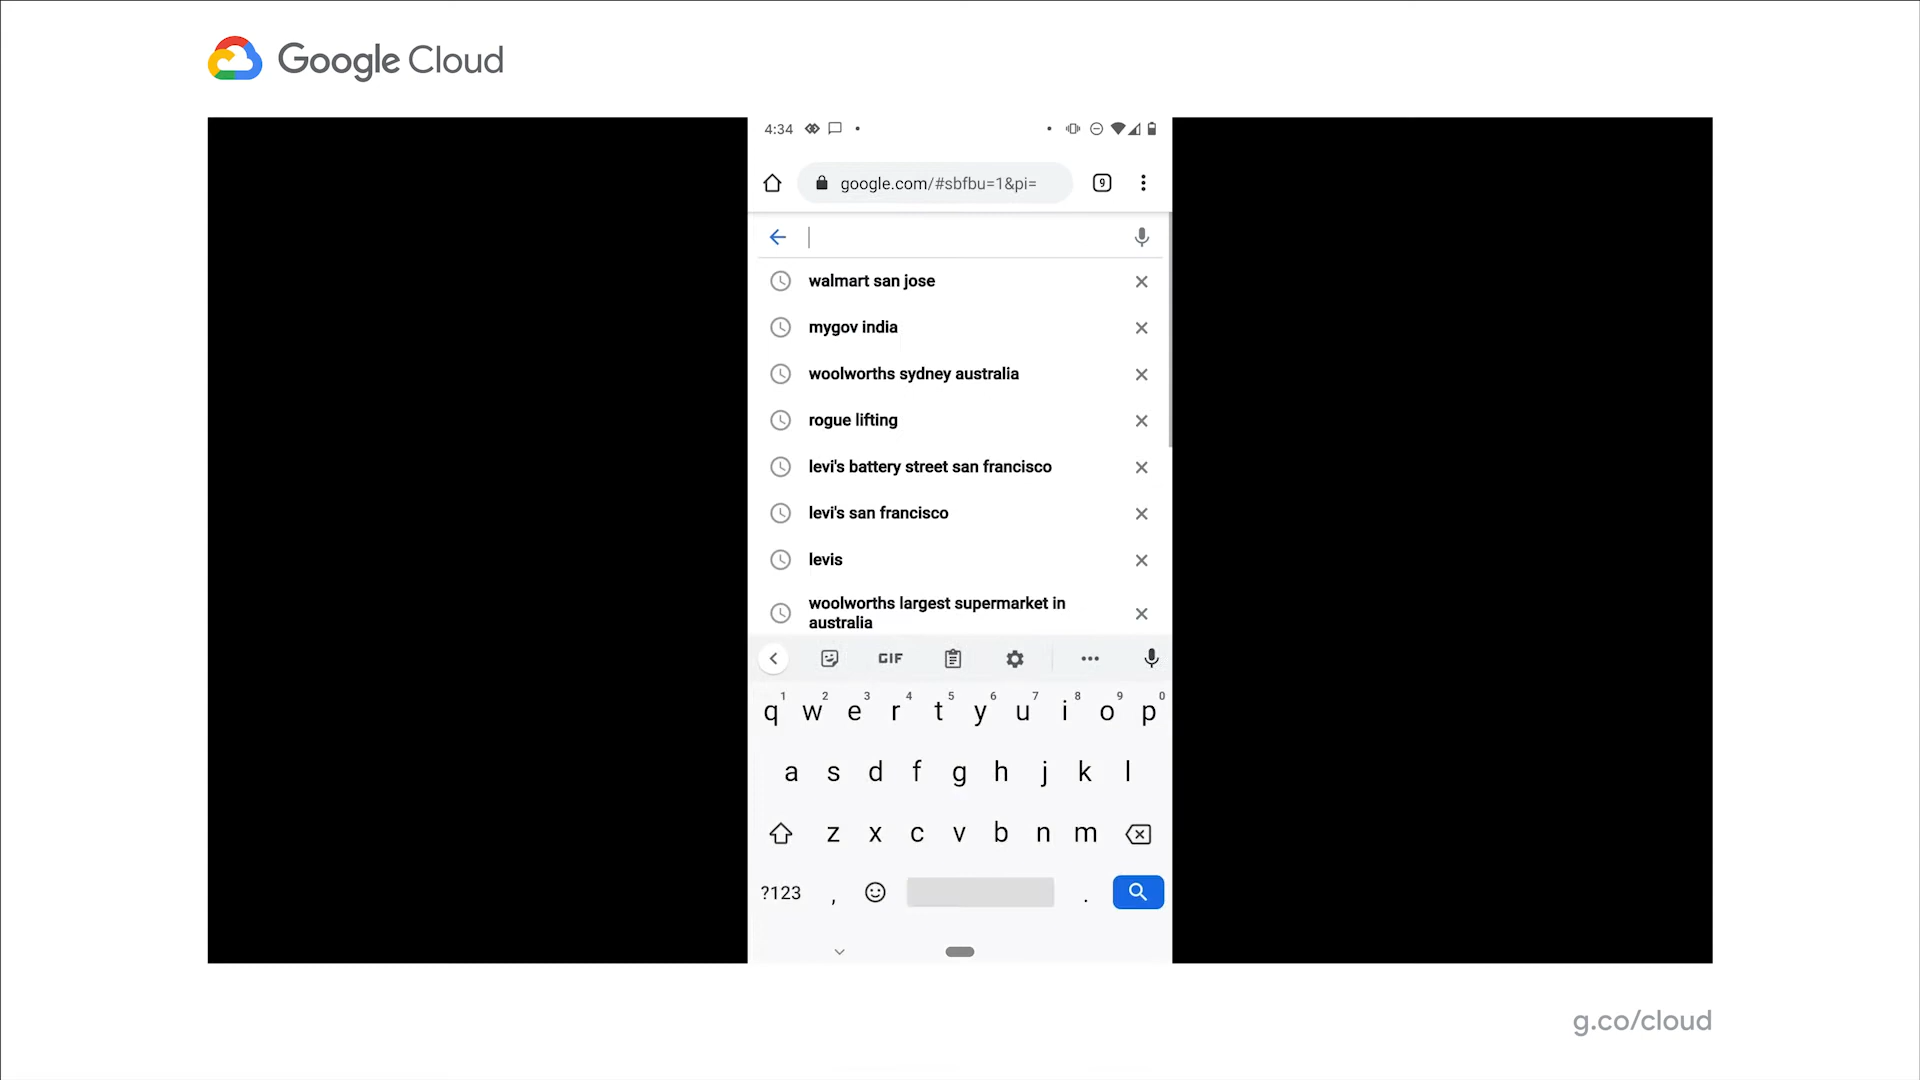 Google Cloud
4:34
google.com/#sbfbu=1&pi=
9
walmart san jose
mygov india
woolworths sydney australia
rogue lifting
levi's battery street san francisco
levi's san francisco
levis
woolworths largest supermarket in
australia
GIF
1 2 3 4 5 6 7 8 9 0
q w e r t y u i o p
a s d f g h j k l
z x c v b n m
?123 , .
g.co/cloud